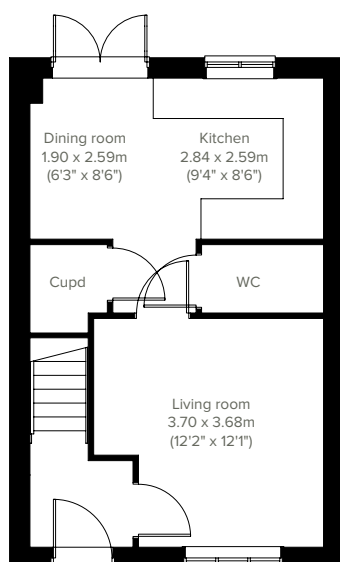 Dining room
1.90 x 2.59m
(6'3" x 8'6")
Kitchen
2.84 x 2.59m
(9'4" x 8'6")
Cupd
WC
Living room
3.70 x 3.68m
(12'2" x 12'1")